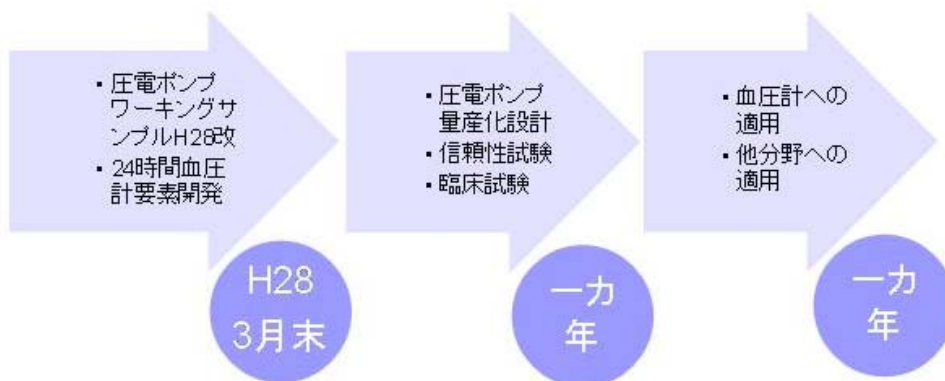 ▪ 圧電ポンプ
ワーキングサ
ンプルH28改
▪ 24時間血圧
計要素開発
H28
3月末
▪ 圧電ポンプ
量産化設計
▪ 信頼性試験
▪ 臨床試験
一カ
年
▪ 血圧計への
適用
▪ 他分野への
適用
一カ
年